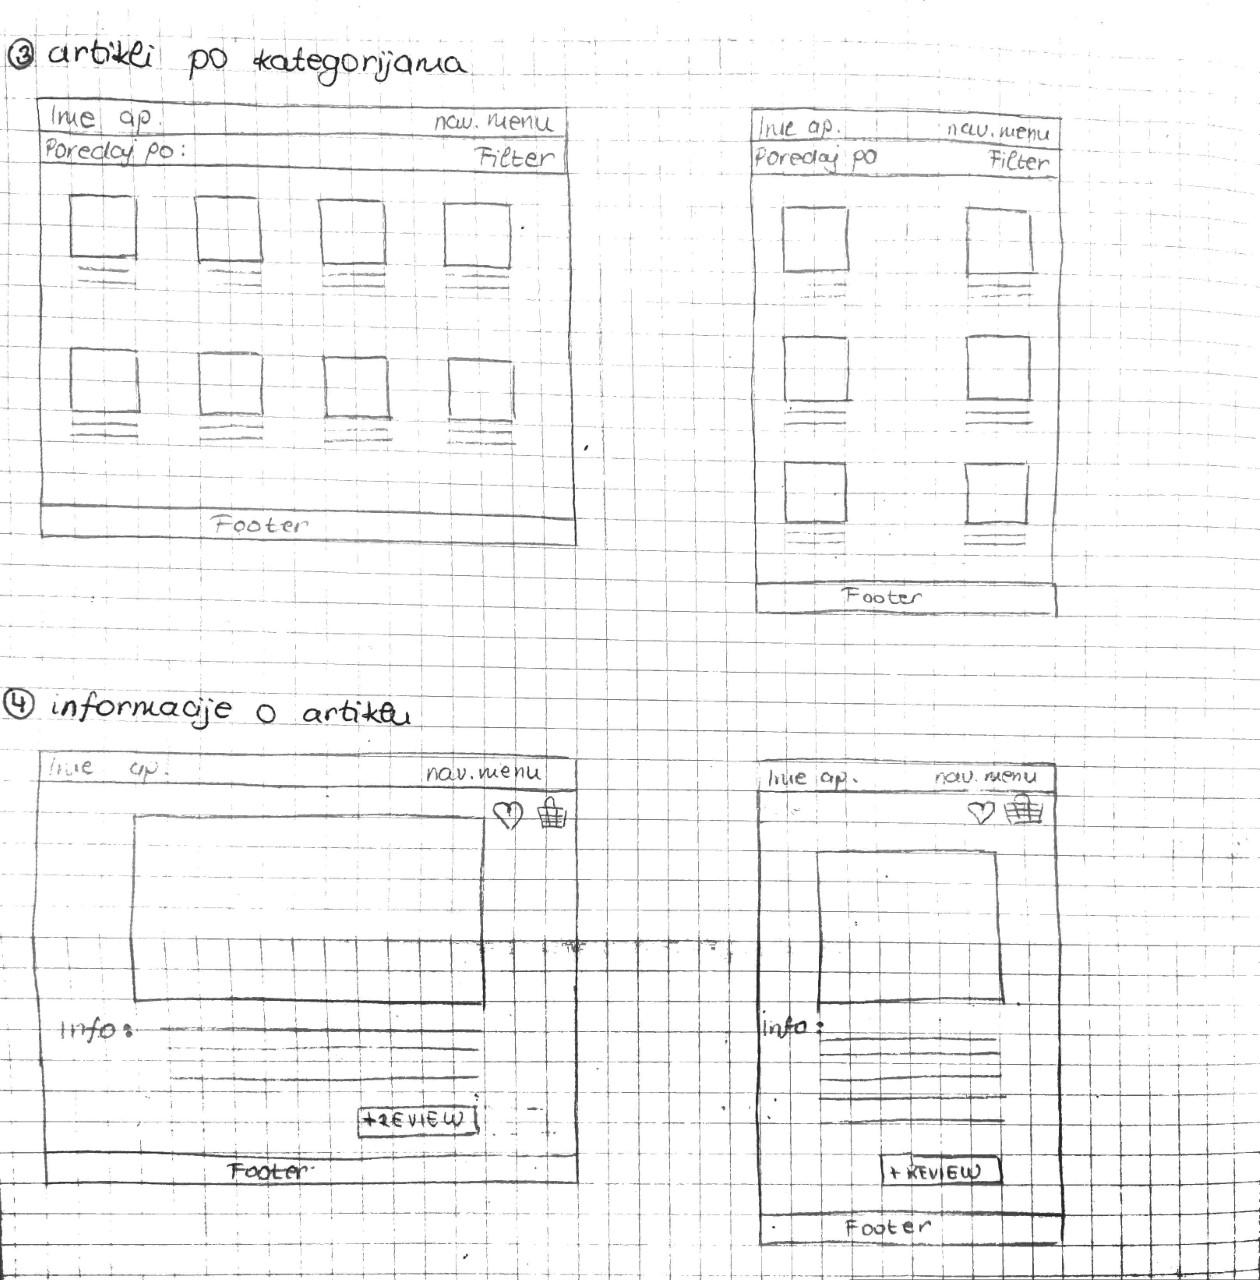 ③ artikli po kategorijama
Ime ap. nav. menu
Poredaj po: Filter
Footer
Ime ap. nav. menu
Poredaj po Filter
Footer
④ informacije o artiklu
Ime ap. nav. menu
info:
+REVIEW
Footer
Ime ap. nav. menu
info:
+ REVIEW
Footer